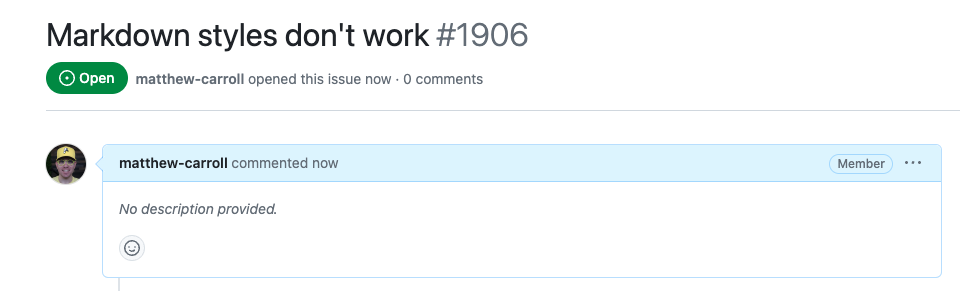 Markdown styles don't work #1906
Open matthew-carroll opened this issue now · 0 comments
matthew-carroll commented now Member ···
No description provided.